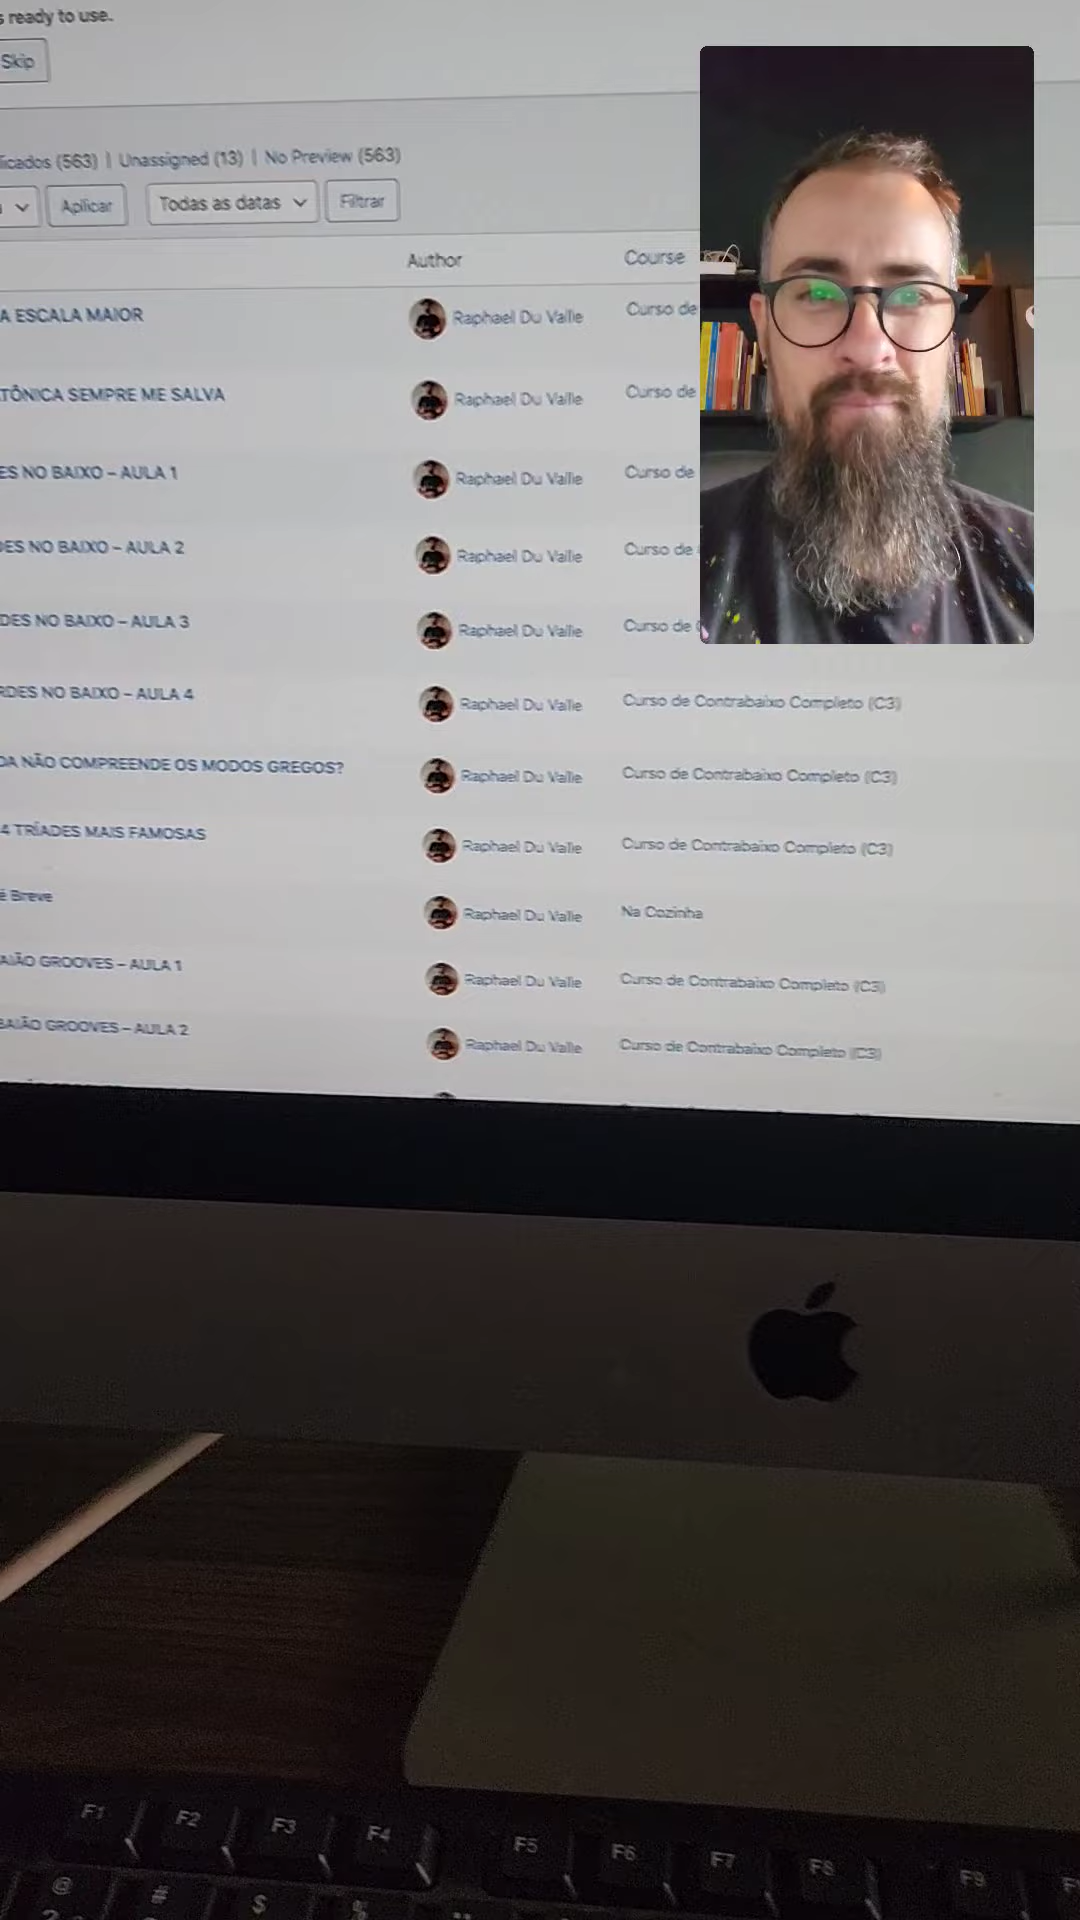 ready to use.
Skip
(563) | Unassigned (13) | No Preview (563)
Aplicar
Todas as datas
Filtrar
Author Course
A ESCALA MAIOR Raphael Du Valle Curso de
TÔNICA SEMPRE ME SALVA Raphael Du Valle Curso de
ES NO BAIXO – AULA 1 Raphael Du Valle Curso de
DES NO BAIXO – AULA 2 Raphael Du Valle Curso de
DES NO BAIXO – AULA 3 Raphael Du Valle Curso de
RDES NO BAIXO – AULA 4 Raphael Du Valle Curso de Contrabaixo Completo (C3)
DA NÃO COMPREENDE OS MODOS GREGOS? Raphael Du Valle Curso de Contrabaixo Completo (C3)
4 TRÍADES MAIS FAMOSAS Raphael Du Valle Curso de Contrabaixo Completo (C3)
é Breve Raphael Du Valle Na Cozinha
AIÃO GROOVES – AULA 1 Raphael Du Valle Curso de Contrabaixo Completo (C3)
BAIÃO GROOVES – AULA 2 Raphael Du Valle Curso de Contrabaixo Completo (C3)
F1 F2 F3 F4 F5 F6 F7 F8 F9
@ # $ %